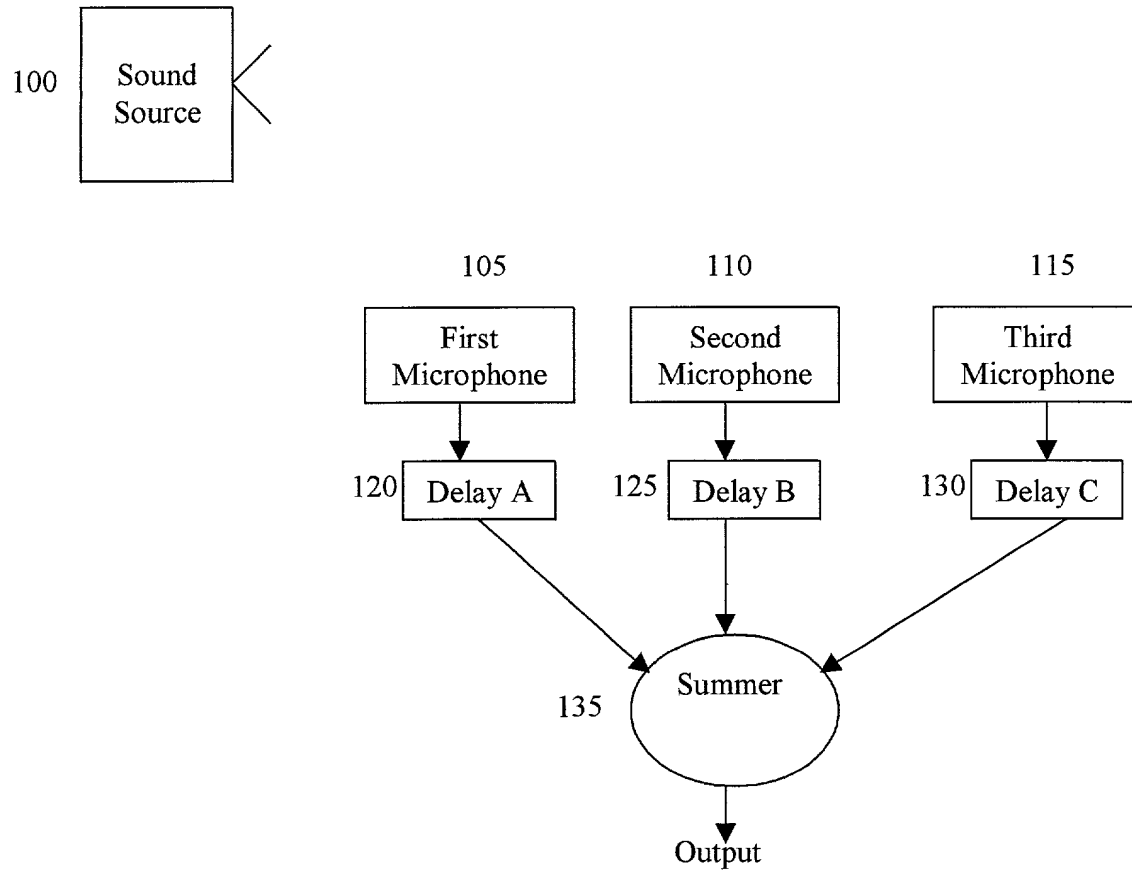 100
Sound
Source
105
110
115
First
Microphone
Second
Microphone
Third
Microphone
120
Delay A
125
Delay B
130
Delay C
135
Summer
Output